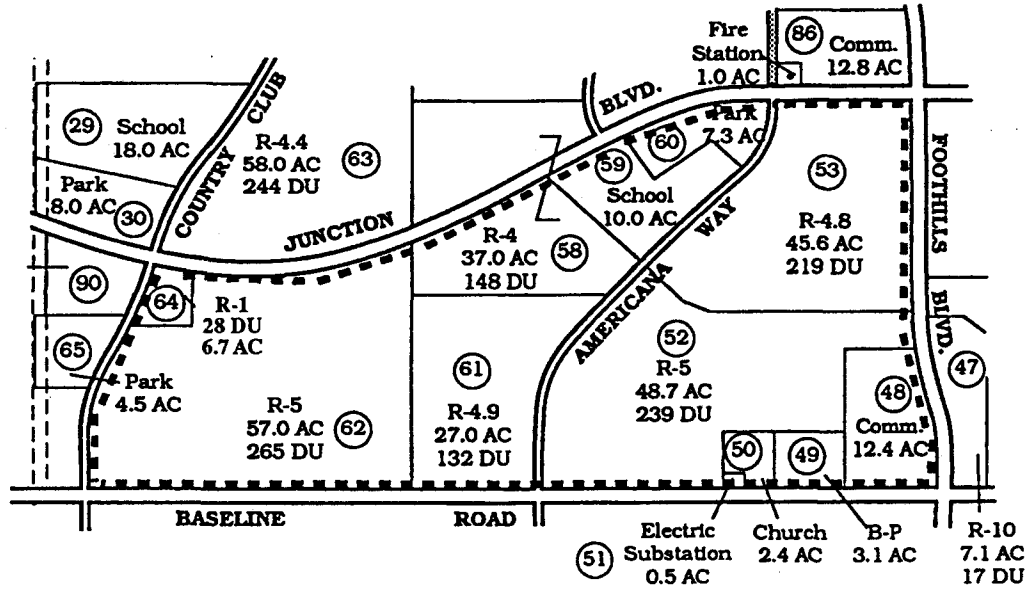 Fire
Station
1.0 AC
86
Comm.
12.8 AC
29
School
18.0 AC
COUNTRY CLUB
R-4.4
58.0 AC
244 DU
63
JUNCTION BLVD.
Park
7.3 AC
60
59
School
10.0 AC
53
R-4.8
45.6 AC
219 DU
FOOTHILLS BLVD.
Park
8.0 AC
30
R-4
37.0 AC
148 DU
58
AMERICANA WAY
90
64
R-1
28 DU
6.7 AC
65
Park
4.5 AC
R-5
57.0 AC
265 DU
62
61
R-4.9
27.0 AC
132 DU
52
R-5
48.7 AC
239 DU
47
48
Comm.
12.4 AC
50
49
BASELINE ROAD
51
Electric
Substation
0.5 AC
Church
2.4 AC
B-P
3.1 AC
R-10
7.1 AC
17 DU